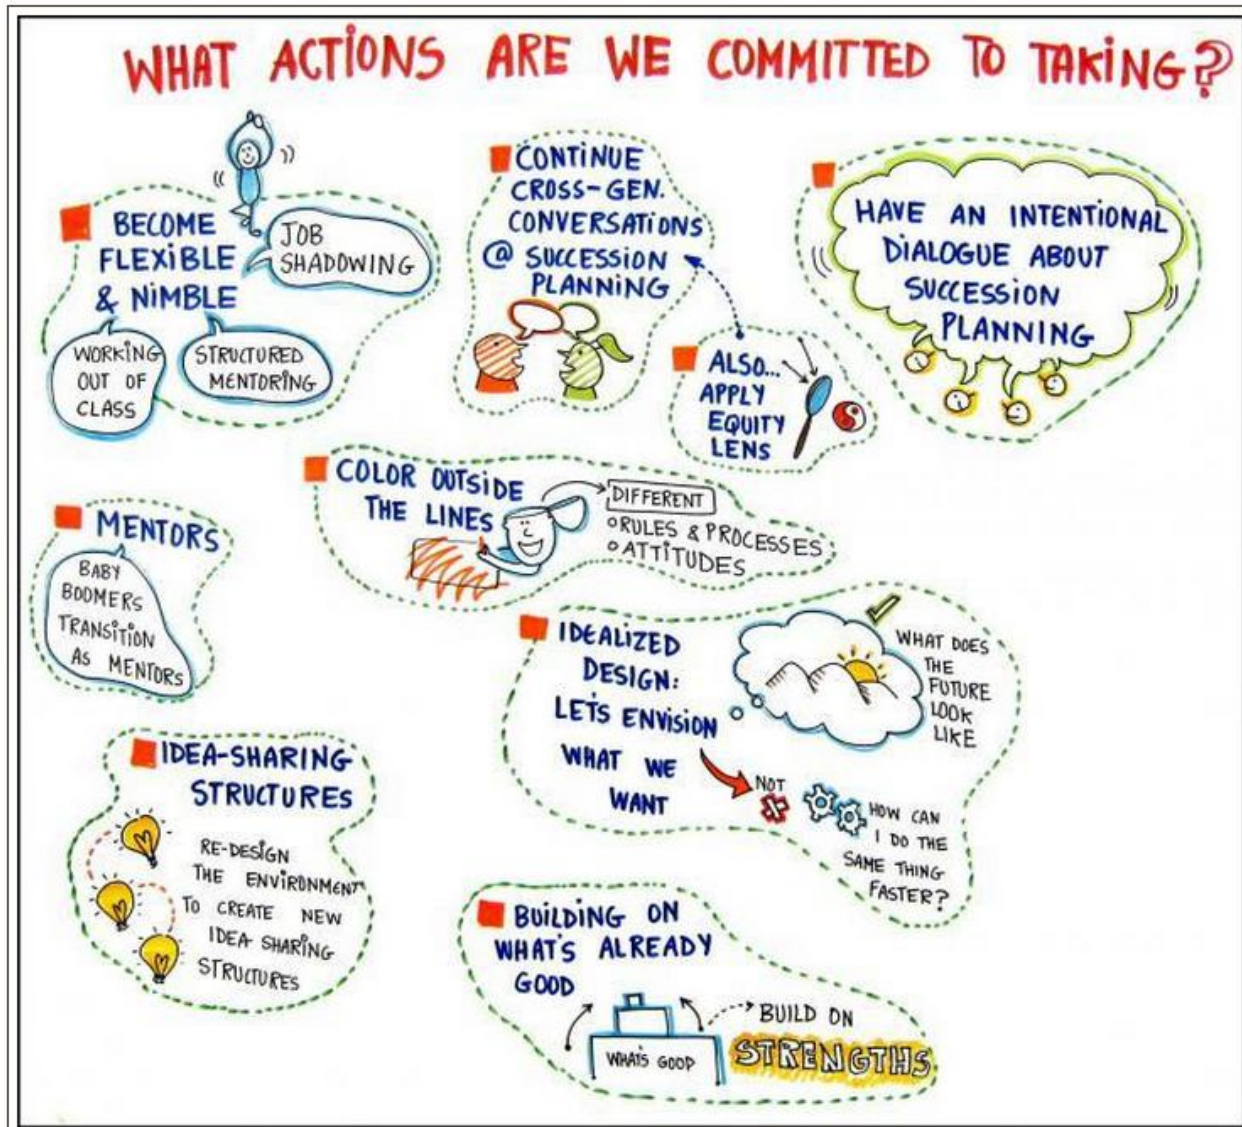 WHAT ACTIONS ARE WE COMMITTED TO TAKING?
BECOME
FLEXIBLE
& NIMBLE
JOB
SHADOWING
WORKING
OUT OF
CLASS
STRUCTURED
MENTORING
CONTINUE
CROSS-GEN.
CONVERSATIONS
@ SUCCESSION
PLANNING
ALSO...
APPLY
EQUITY
LENS
HAVE AN INTENTIONAL
DIALOGUE ABOUT
SUCCESSION
PLANNING
COLOR OUTSIDE
THE LINES
DIFFERENT
RULES & PROCESSES
ATTITUDES
MENTORS
BABY
BOOMERS
TRANSITION
AS MENTORS
IDEALIZED
DESIGN:
LET'S ENVISION
WHAT WE
WANT
WHAT DOES
THE
FUTURE
LOOK
LIKE
NOT
HOW CAN
I DO THE
SAME THING
FASTER?
IDEA-SHARING
STRUCTURES
RE-DESIGN
THE ENVIRONMENT
TO CREATE NEW
IDEA SHARING
STRUCTURES
BUILDING ON
WHAT'S ALREADY
GOOD
WHAT'S GOOD
BUILD ON
STRENGTHS